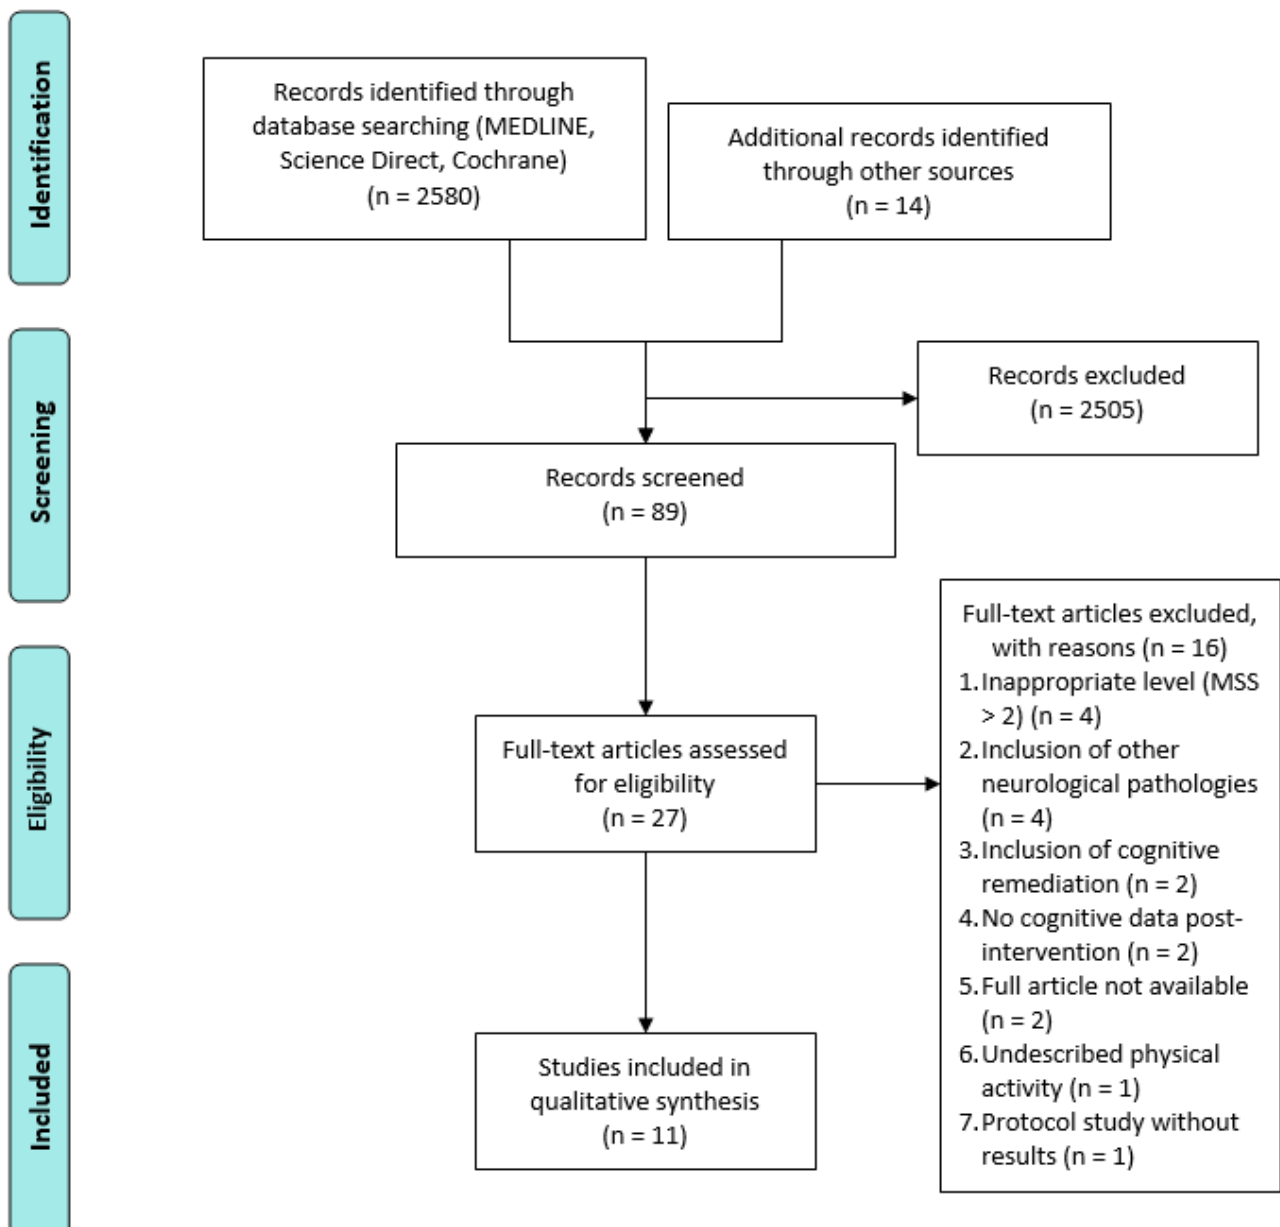 Identification
Records identified through
database searching (MEDLINE,
Science Direct, Cochrane)
(n = 2580)
Additional records identified
through other sources
(n = 14)
Screening
Records excluded
(n = 2505)
Records screened
(n = 89)
Eligibility
Full-text articles assessed
for eligibility
(n = 27)
Full-text articles excluded,
with reasons (n = 16)
1. Inappropriate level (MSS
> 2) (n = 4)
2. Inclusion of other
neurological pathologies
(n = 4)
3. Inclusion of cognitive
remediation (n = 2)
4. No cognitive data post-
intervention (n = 2)
5. Full article not available
(n = 2)
6. Undescribed physical
activity (n = 1)
7. Protocol study without
results (n = 1)
Included
Studies included in
qualitative synthesis
(n = 11)